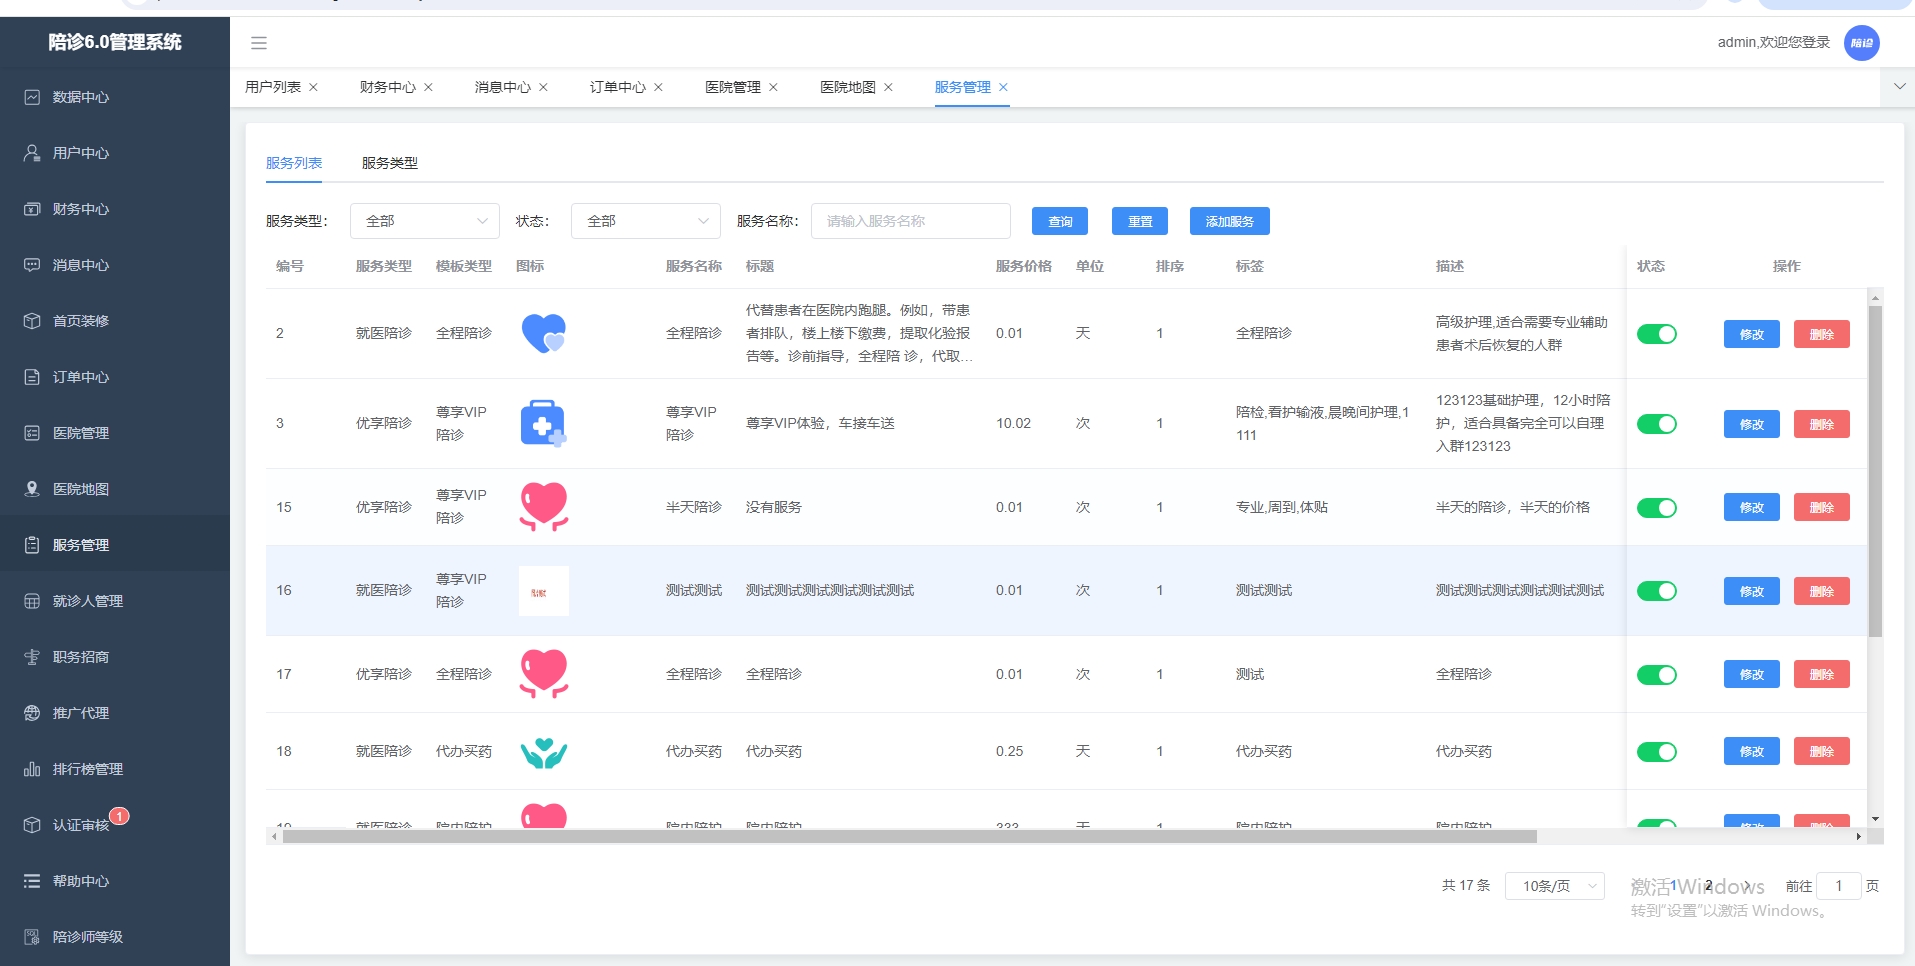 陪诊6.0管理系统
admin,欢迎您登录
陪诊
用户列表 财务中心 消息中心 订单中心 医院管理 医院地图 服务管理
数据中心
用户中心
财务中心
消息中心
首页装修
订单中心
医院管理
医院地图
服务管理
就诊人管理
职务招商
推广代理
排行榜管理
认证审核 1
帮助中心
陪诊师等级
服务列表 服务类型
服务类型： 全部 状态： 全部 服务名称： 请输入服务名称 查询 重置 添加服务
编号 服务类型 模板类型 图标 服务名称 标题 服务价格 单位 排序 标签 描述 状态 操作
2 就医陪诊 全程陪诊 全程陪诊
代替患者在医院内跑腿。例如，带患
者排队，楼上楼下缴费，提取化验报
告等。诊前指导，全程陪 诊，代取...
0.01 天 1 全程陪诊
高级护理,适合需要专业辅助
患者术后恢复的人群
修改 删除
3 优享陪诊
尊享VIP
陪诊
尊享VIP
陪诊
尊享VIP体验，车接车送 10.02 次 1
陪检,看护输液,晨晚间护理,1
111
123123基础护理，12小时陪
护，适合具备完全可以自理
入群123123
修改 删除
15 优享陪诊
尊享VIP
陪诊
半天陪诊 没有服务 0.01 次 1 专业,周到,体贴 半天的陪诊，半天的价格 修改 删除
16 就医陪诊
尊享VIP
陪诊
测试测试 测试测试测试测试测试测试 0.01 次 1 测试测试 测试测试测试测试测试测试 修改 删除
17 优享陪诊 全程陪诊 全程陪诊 全程陪诊 0.01 次 1 测试 全程陪诊 修改 删除
18 就医陪诊 代办买药 代办买药 代办买药 0.25 天 1 代办买药 代办买药 修改 删除
19 就医陪诊 院内陪护 院内陪护 院内陪护 333 天 1 院内陪护 院内陪护 修改 删除
共 17 条 10条/页 1 2 前往 1 页
激活 Windows
转到“设置”以激活 Windows。